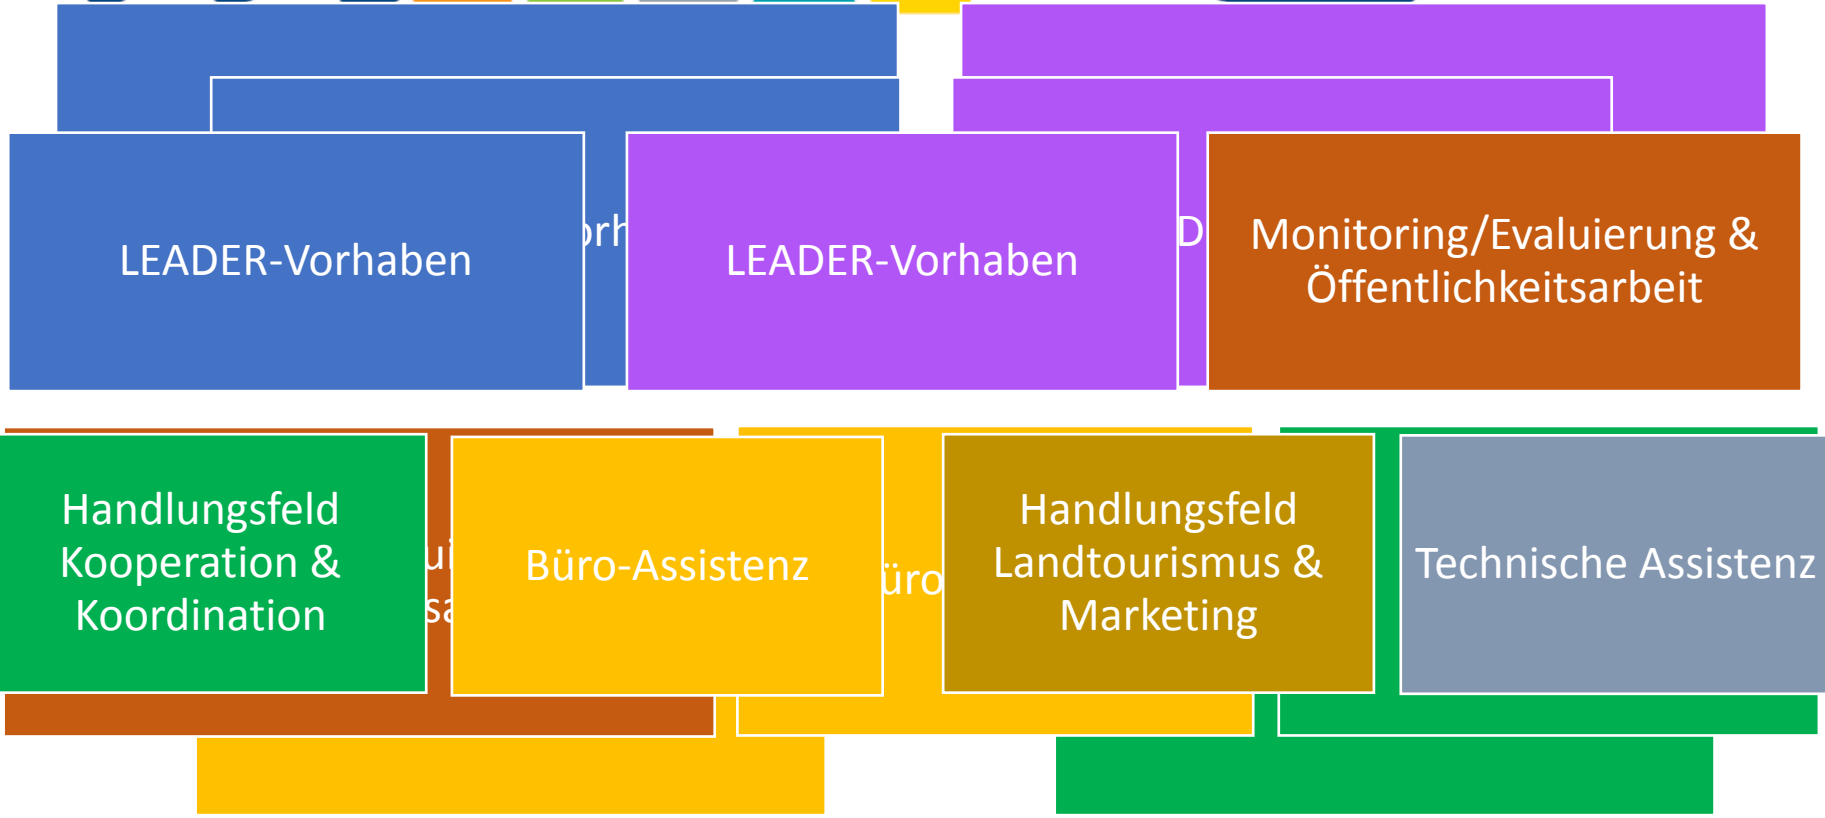 LEADER-Vorhaben
LEADER-Vorhaben
Monitoring/Evaluierung &
Öffentlichkeitsarbeit
Handlungsfeld
Kooperation &
Koordination
Büro-Assistenz
Handlungsfeld
Landtourismus &
Marketing
Technische Assistenz